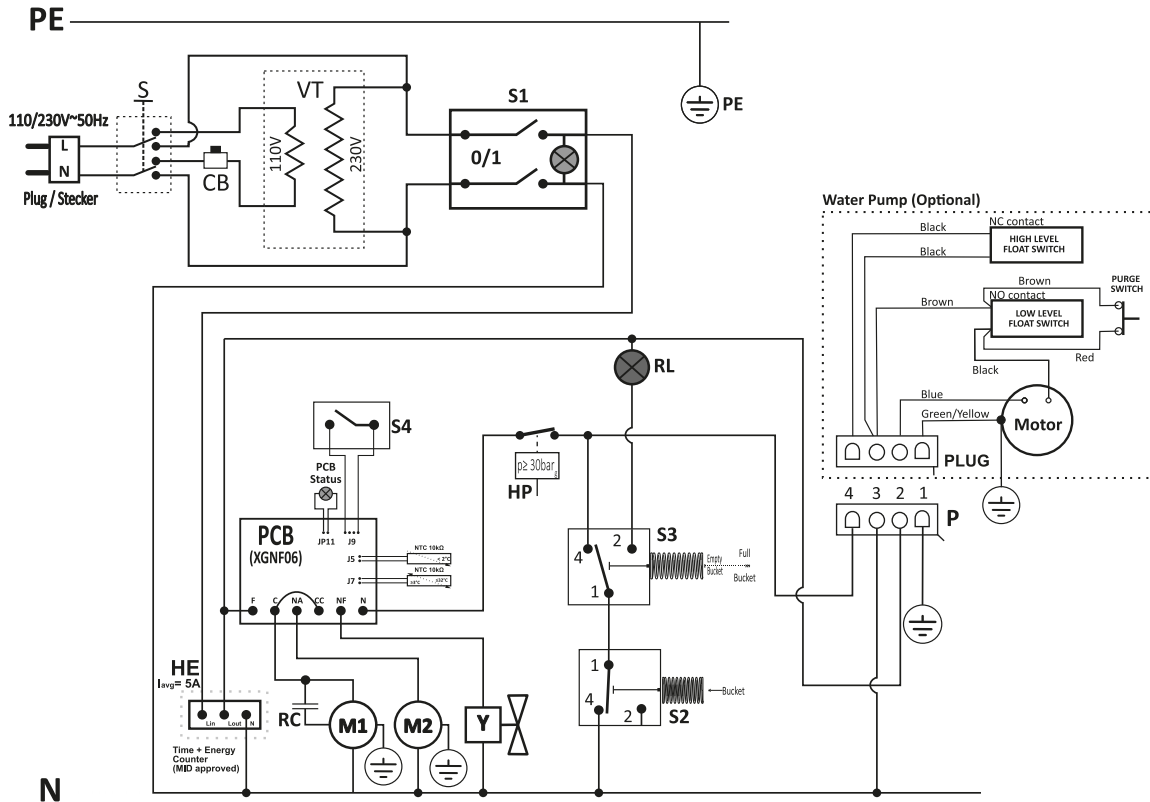 PE
PE
110/230V~50Hz
L
N
Plug / Stecker
S
CB
VT
110V
230V
S1
0/1
Water Pump (Optional)
NC contact
Black
HIGH LEVEL
FLOAT SWITCH
Black
Brown
PURGE
SWITCH
NO contact
Brown
LOW LEVEL
FLOAT SWITCH
Red
Black
Blue
Green/Yellow
Motor
PLUG
4 3 2 1
P
RL
S4
PCB
Status
p≥ 30bar
HP
PCB
(XGNF06)
JP11 J9
J5
NTC 10kΩ
< 2°C
J7
NTC 10kΩ
F C NA CC NF N
S3
2
4
1
Empty
Bucket
Full
Bucket
1
4
2
S2
Bucket
HE
Iavg= 5A
Lin Lout N
Time + Energy
Counter
(MID approved)
RC
M1
M2
Y
N